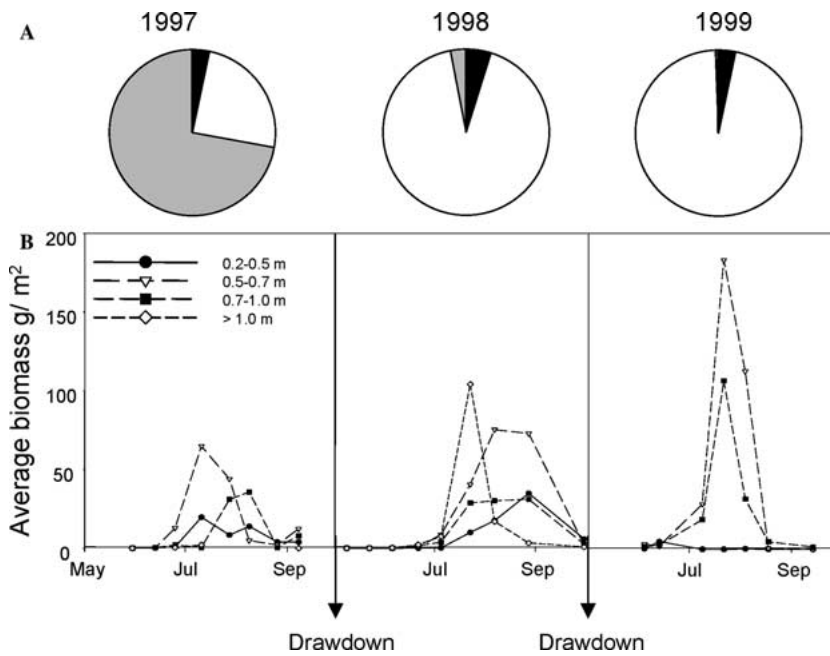 A
1997
1998
1999
B
200
150
100
50
0
Average biomass g/ m²
0.2-0.5 m
0.5-0.7 m
0.7-1.0 m
> 1.0 m
May
Jul
Sep
Jul
Sep
Jul
Sep
Drawdown
Drawdown